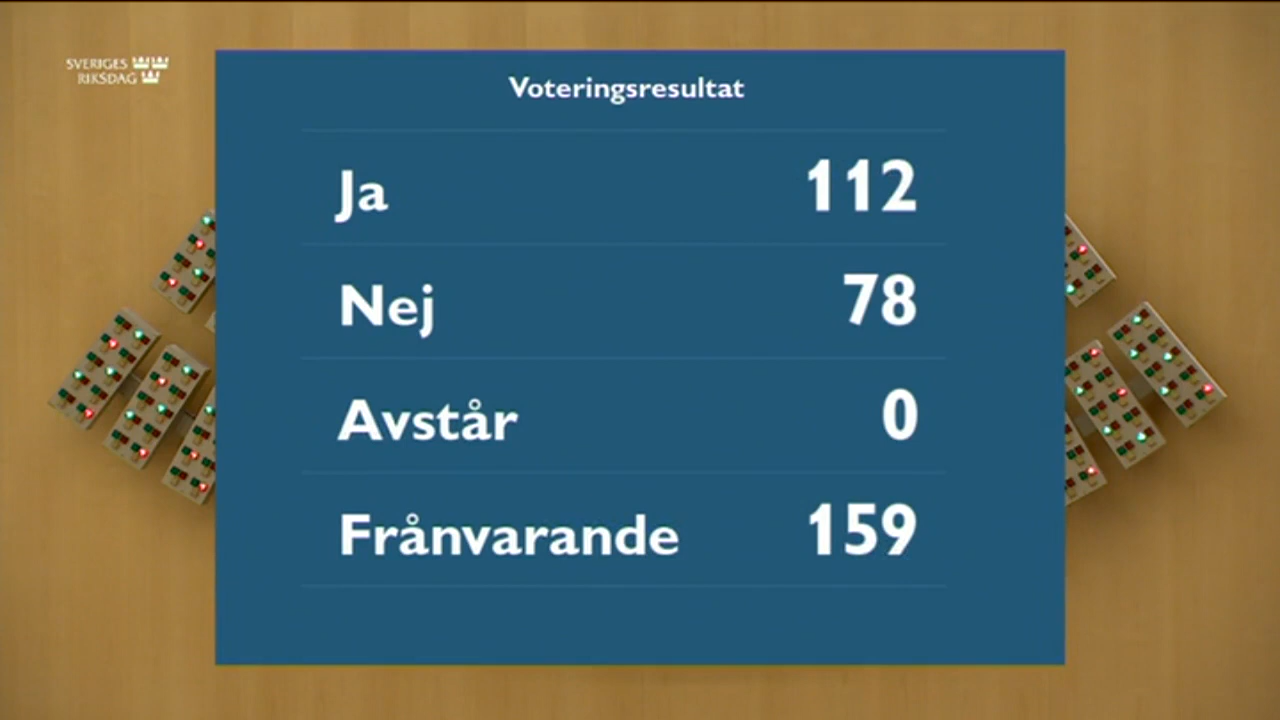 SVERIGES
RIKSDAG
Voteringsresultat
Ja 112
Nej 78
Avstår 0
Frånvarande 159